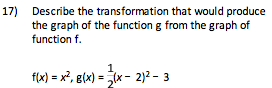 17) Describe the transformation that would produce
the graph of the function g from the graph of
function f.
f(x) = x², g(x) = ½(x – 2)² – 3